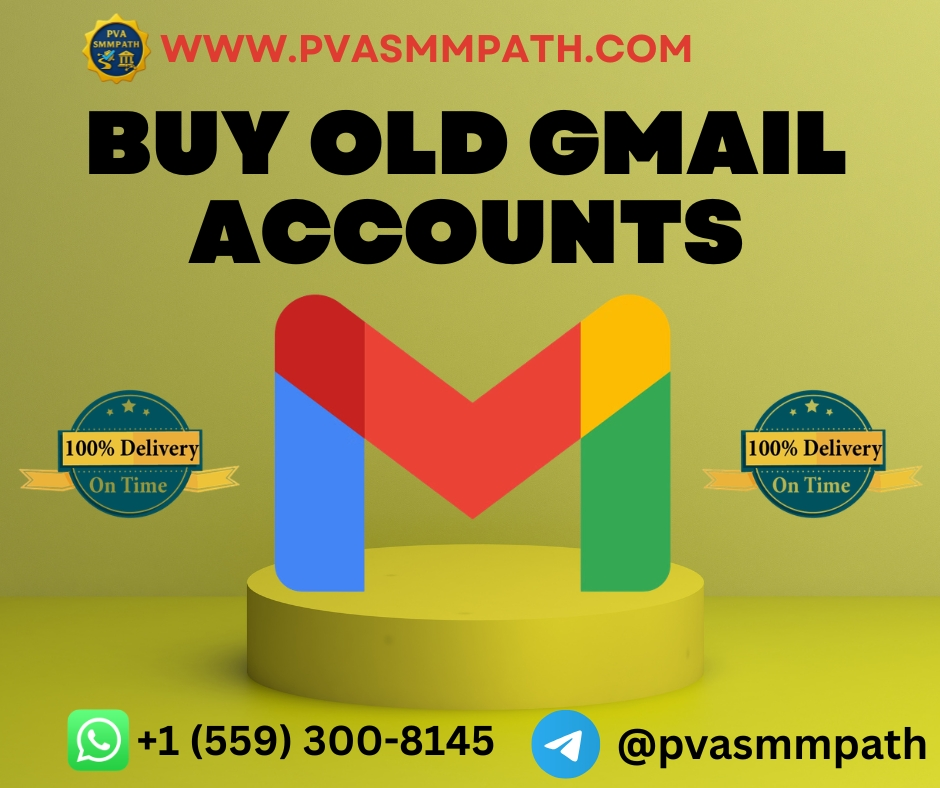 PVA
SMMPATH
WWW.PVASMMPATH.COM
BUY OLD GMAIL
ACCOUNTS
100% Delivery
On Time
100% Delivery
On Time
+1 (559) 300-8145
@pvasmmpath